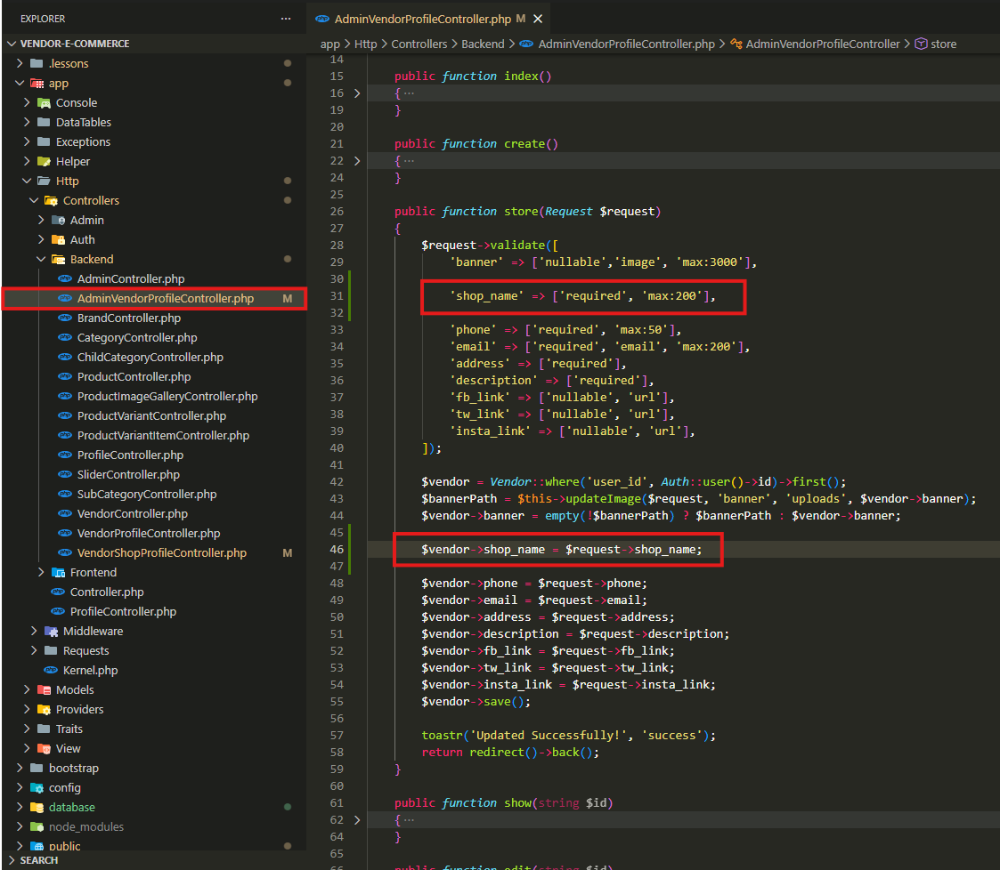 EXPLORER
···
VENDOR-E-COMMERCE
.lessons
app
Console
DataTables
Exceptions
Helper
Http
Controllers
Admin
Auth
Backend
AdminController.php
AdminVendorProfileController.php M
BrandController.php
CategoryController.php
ChildCategoryController.php
ProductController.php
ProductImageGalleryController.php
ProductVariantController.php
ProductVariantItemController.php
ProfileController.php
SliderController.php
SubCategoryController.php
VendorController.php
VendorProfileController.php
VendorShopProfileController.php M
Frontend
Controller.php
ProfileController.php
Middleware
Requests
Kernel.php
Models
Providers
Traits
View
bootstrap
config
database
node_modules
public
SEARCH
AdminVendorProfileController.php M
app > Http > Controllers > Backend > AdminVendorProfileController.php > AdminVendorProfileController > store
14
15 public function index()
16 { ···
19 }
20
21 public function create()
22 { ···
24 }
25
26 public function store(Request $request)
27 {
28 $request->validate([
29 'banner' => ['nullable','image', 'max:3000'],
30
31 'shop_name' => ['required', 'max:200'],
32
33 'phone' => ['required', 'max:50'],
34 'email' => ['required', 'email', 'max:200'],
35 'address' => ['required'],
36 'description' => ['required'],
37 'fb_link' => ['nullable', 'url'],
38 'tw_link' => ['nullable', 'url'],
39 'insta_link' => ['nullable', 'url'],
40 ]);
41
42 $vendor = Vendor::where('user_id', Auth::user()->id)->first();
43 $bannerPath = $this->updateImage($request, 'banner', 'uploads', $vendor->banner);
44 $vendor->banner = empty(!$bannerPath) ? $bannerPath : $vendor->banner;
45
46 $vendor->shop_name = $request->shop_name;
47
48 $vendor->phone = $request->phone;
49 $vendor->email = $request->email;
50 $vendor->address = $request->address;
51 $vendor->description = $request->description;
52 $vendor->fb_link = $request->fb_link;
53 $vendor->tw_link = $request->tw_link;
54 $vendor->insta_link = $request->insta_link;
55 $vendor->save();
56
57 toastr('Updated Successfully!', 'success');
58 return redirect()->back();
59 }
60
61 public function show(string $id)
62 { ···
64 }
65
66 public function edit(string $id)